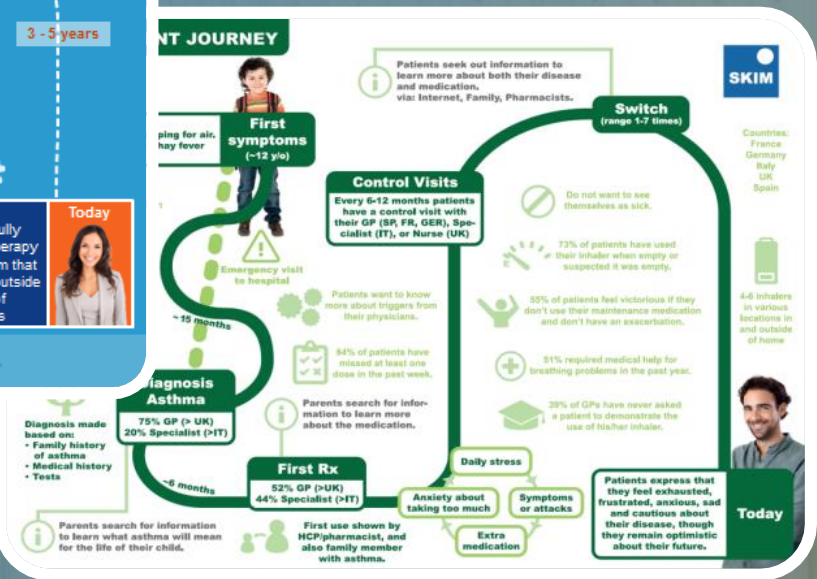 3 - 5 years
Today
NT JOURNEY
First
symptoms
(~12 y/o)
ping for air,
hay fever
Emergency visit
to hospital
~15 months
Diagnosis
Asthma
75% GP (> UK)
20% Specialist (>IT)
Diagnosis made
based on:
• Family history
of asthma
• Medical history
• Tests
Parents search for information
to learn what asthma will mean
for the life of their child.
~6 months
First Rx
52% GP (>UK)
44% Specialist (>IT)
First use shown by
HCP/pharmacist, and
also family member
with asthma.
Parents search for infor-
mation to learn more
about the medication.
Patients want to know
more about triggers from
their physicians.
Patients seek out information to
learn more about both their disease
and medication.
via: Internet, Family, Pharmacists.
Control Visits
Every 6-12 months patients
have a control visit with
their GP (SP, FR, GER), Spe-
cialist (IT), or Nurse (UK)
of patients have at least
missed at least one
dose in the past week.
Daily stress
Symptoms
or attacks
Extra
medication
Anxiety about
taking too much
Switch
(range 1-7 times)
Do not want to see
themselves as sick.
73% of patients have used
their inhaler when empty or
suspected it was empty.
55% of patients feel victorious if they
don't use their maintenance medication
and don't have an exacerbation.
51% required medical help for
breathing problems in the past year.
39% of GPs have never asked
a patient to demonstrate the
use of his/her inhaler.
SKIM
Countries:
France
Germany
Italy
UK
Spain
4-6 inhalers
in various
locations in
and outside
of home
Patients express that
they feel exhausted,
frustrated, anxious, sad
and cautious about
their disease, though
they remain optimistic
about their future.
Today